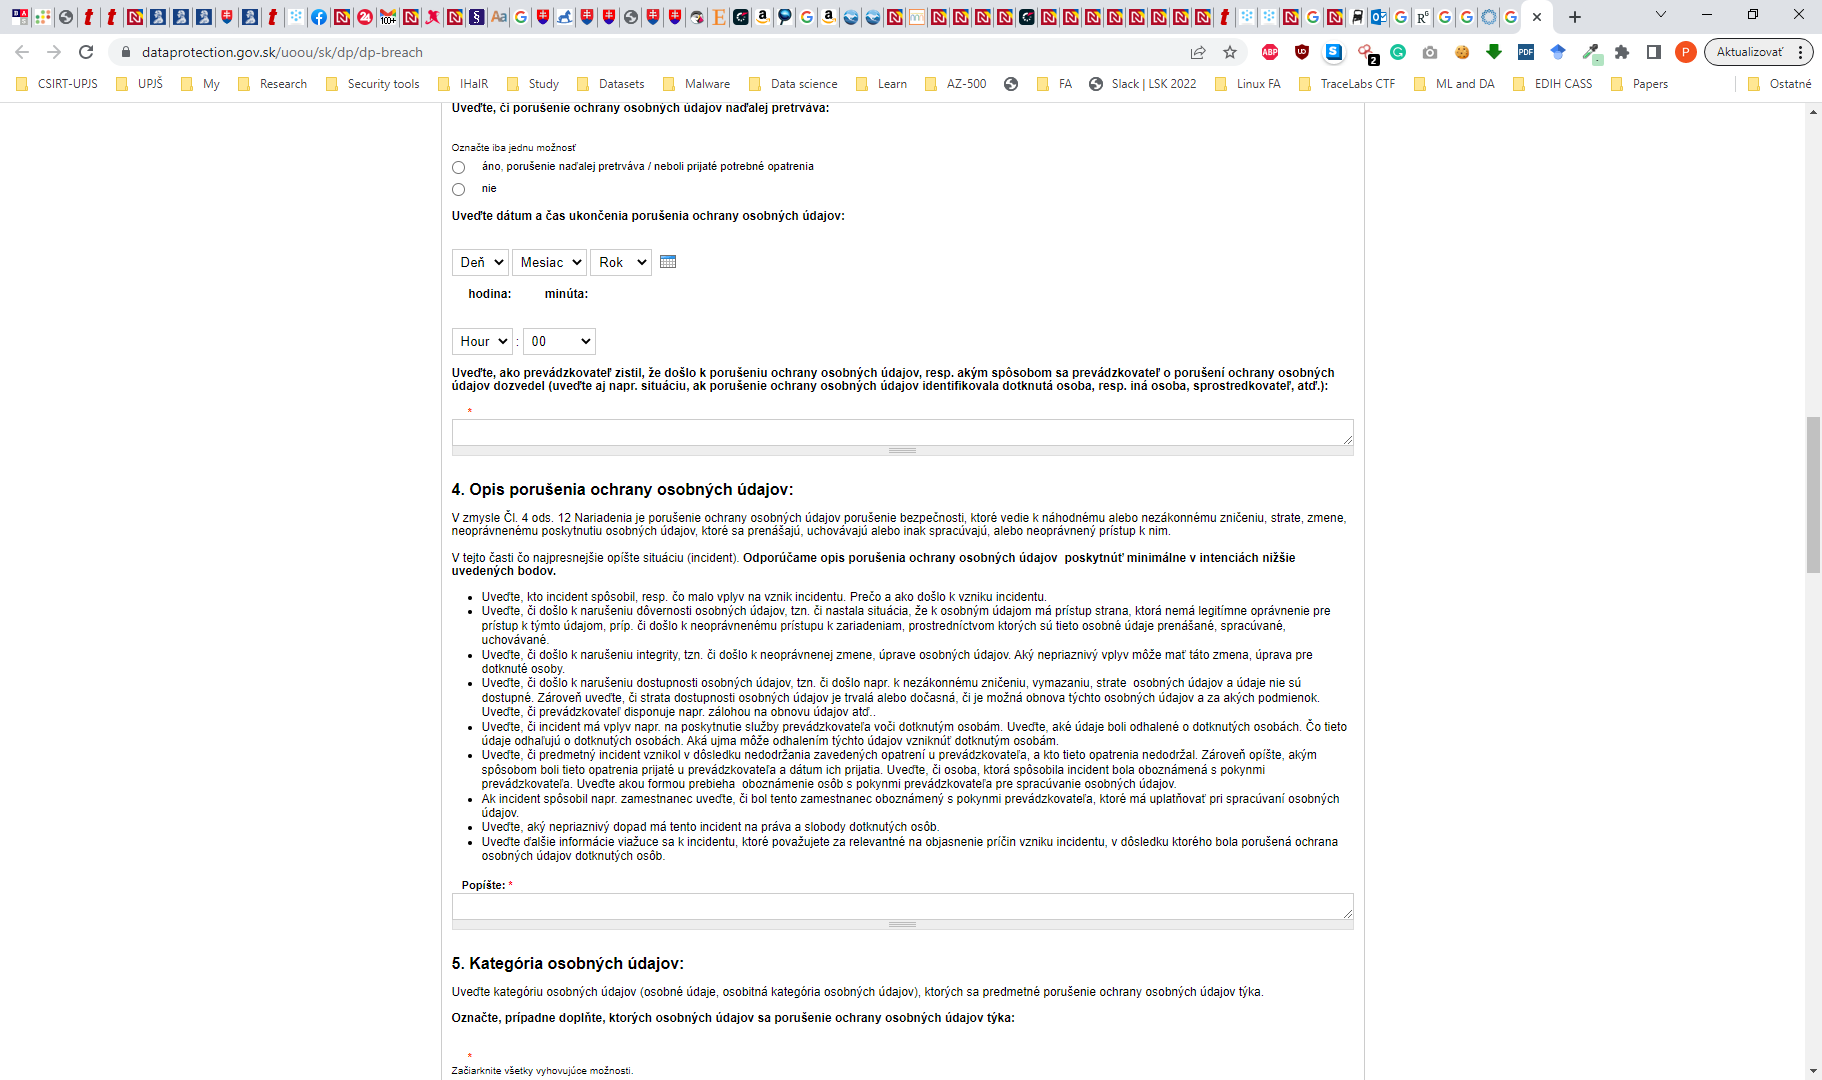 dataprotection.gov.sk/uoou/sk/dp/dp-breach
Aktualizovať
CSIRT-UPJS UPJŠ My Research Security tools IHaIR Study Datasets Malware Data science Learn AZ-500 FA Slack | LSK 2022 Linux FA TraceLabs CTF ML and DA EDIH CASS Papers Ostatné
Uveďte, či porušenie ochrany osobných údajov naďalej pretrváva:
Označte iba jednu možnosť
áno, porušenie naďalej pretrváva / neboli prijaté potrebné opatrenia
nie
Uveďte dátum a čas ukončenia porušenia ochrany osobných údajov:
Deň Mesiac Rok
hodina: minúta:
Hour : 00
Uveďte, ako prevádzkovateľ zistil, že došlo k porušeniu ochrany osobných údajov, resp. akým spôsobom sa prevádzkovateľ o porušení ochrany osobných
údajov dozvedel (uveďte aj napr. situáciu, ak porušenie ochrany osobných údajov identifikovala dotknutá osoba, resp. iná osoba, sprostredkovateľ, atď.):
*
4. Opis porušenia ochrany osobných údajov:
V zmysle Čl. 4 ods. 12 Nariadenia je porušenie ochrany osobných údajov porušenie bezpečnosti, ktoré vedie k náhodnému alebo nezákonnému zničeniu, strate, zmene,
neoprávnenému poskytnutiu osobných údajov, ktoré sa prenášajú, uchovávajú alebo inak spracúvajú, alebo neoprávnený prístup k nim.
V tejto časti čo najpresnejšie opíšte situáciu (incident). Odporúčame opis porušenia ochrany osobných údajov poskytnúť minimálne v intenciách nižšie
uvedených bodov.
Uveďte, kto incident spôsobil, resp. čo malo vplyv na vznik incidentu. Prečo a ako došlo k vzniku incidentu.
Uveďte, či došlo k narušeniu dôvernosti osobných údajov, tzn. či nastala situácia, že k osobným údajom má prístup strana, ktorá nemá legitímne oprávnenie pre
prístup k týmto údajom, príp. či došlo k neoprávnenému prístupu k zariadeniam, prostredníctvom ktorých sú tieto osobné údaje prenášané, spracúvané,
uchovávané.
Uveďte, či došlo k narušeniu integrity, tzn. či došlo k neoprávnenej zmene, úprave osobných údajov. Aký nepriaznivý vplyv môže mať táto zmena, úprava pre
dotknuté osoby.
Uveďte, či došlo k narušeniu dostupnosti osobných údajov, tzn. či došlo napr. k nezákonnému zničeniu, vymazaniu, strate osobných údajov a údaje nie sú
dostupné. Zároveň uveďte, či strata dostupnosti osobných údajov je trvalá alebo dočasná, či je možná obnova týchto osobných údajov a za akých podmienok.
Uveďte, či prevádzkovateľ disponuje napr. zálohou na obnovu údajov atď..
Uveďte, či incident má vplyv napr. na poskytnutie služby prevádzkovateľa voči dotknutým osobám. Uveďte, aké údaje boli odhalené o dotknutých osobách. Čo tieto
údaje odhaľujú o dotknutých osobách. Aká ujma môže odhalením týchto údajov vzniknúť dotknutým osobám.
Uveďte, či predmetný incident vznikol v dôsledku nedodržania zavedených opatrení u prevádzkovateľa, a kto tieto opatrenia nedodržal. Zároveň opíšte, akým
spôsobom boli tieto opatrenia prijaté u prevádzkovateľa a dátum ich prijatia. Uveďte, či osoba, ktorá spôsobila incident bola oboznámená s pokynmi
prevádzkovateľa. Uveďte akou formou prebieha oboznámenie osôb s pokynmi prevádzkovateľa pre spracúvanie osobných údajov.
Ak incident spôsobil napr. zamestnanec uveďte, či bol tento zamestnanec oboznámený s pokynmi prevádzkovateľa, ktoré má uplatňovať pri spracúvaní osobných
údajov.
Uveďte, aký nepriaznivý dopad má tento incident na práva a slobody dotknutých osôb.
Uveďte ďalšie informácie viažuce sa k incidentu, ktoré považujete za relevantné na objasnenie príčin vzniku incidentu, v dôsledku ktorého bola porušená ochrana
osobných údajov dotknutých osôb.
Popíšte: *
5. Kategória osobných údajov:
Uveďte kategóriu osobných údajov (osobné údaje, osobitná kategória osobných údajov), ktorých sa predmetné porušenie ochrany osobných údajov týka.
Označte, prípadne doplňte, ktorých osobných údajov sa porušenie ochrany osobných údajov týka:
*
Začiarknite všetky vyhovujúce možnosti.